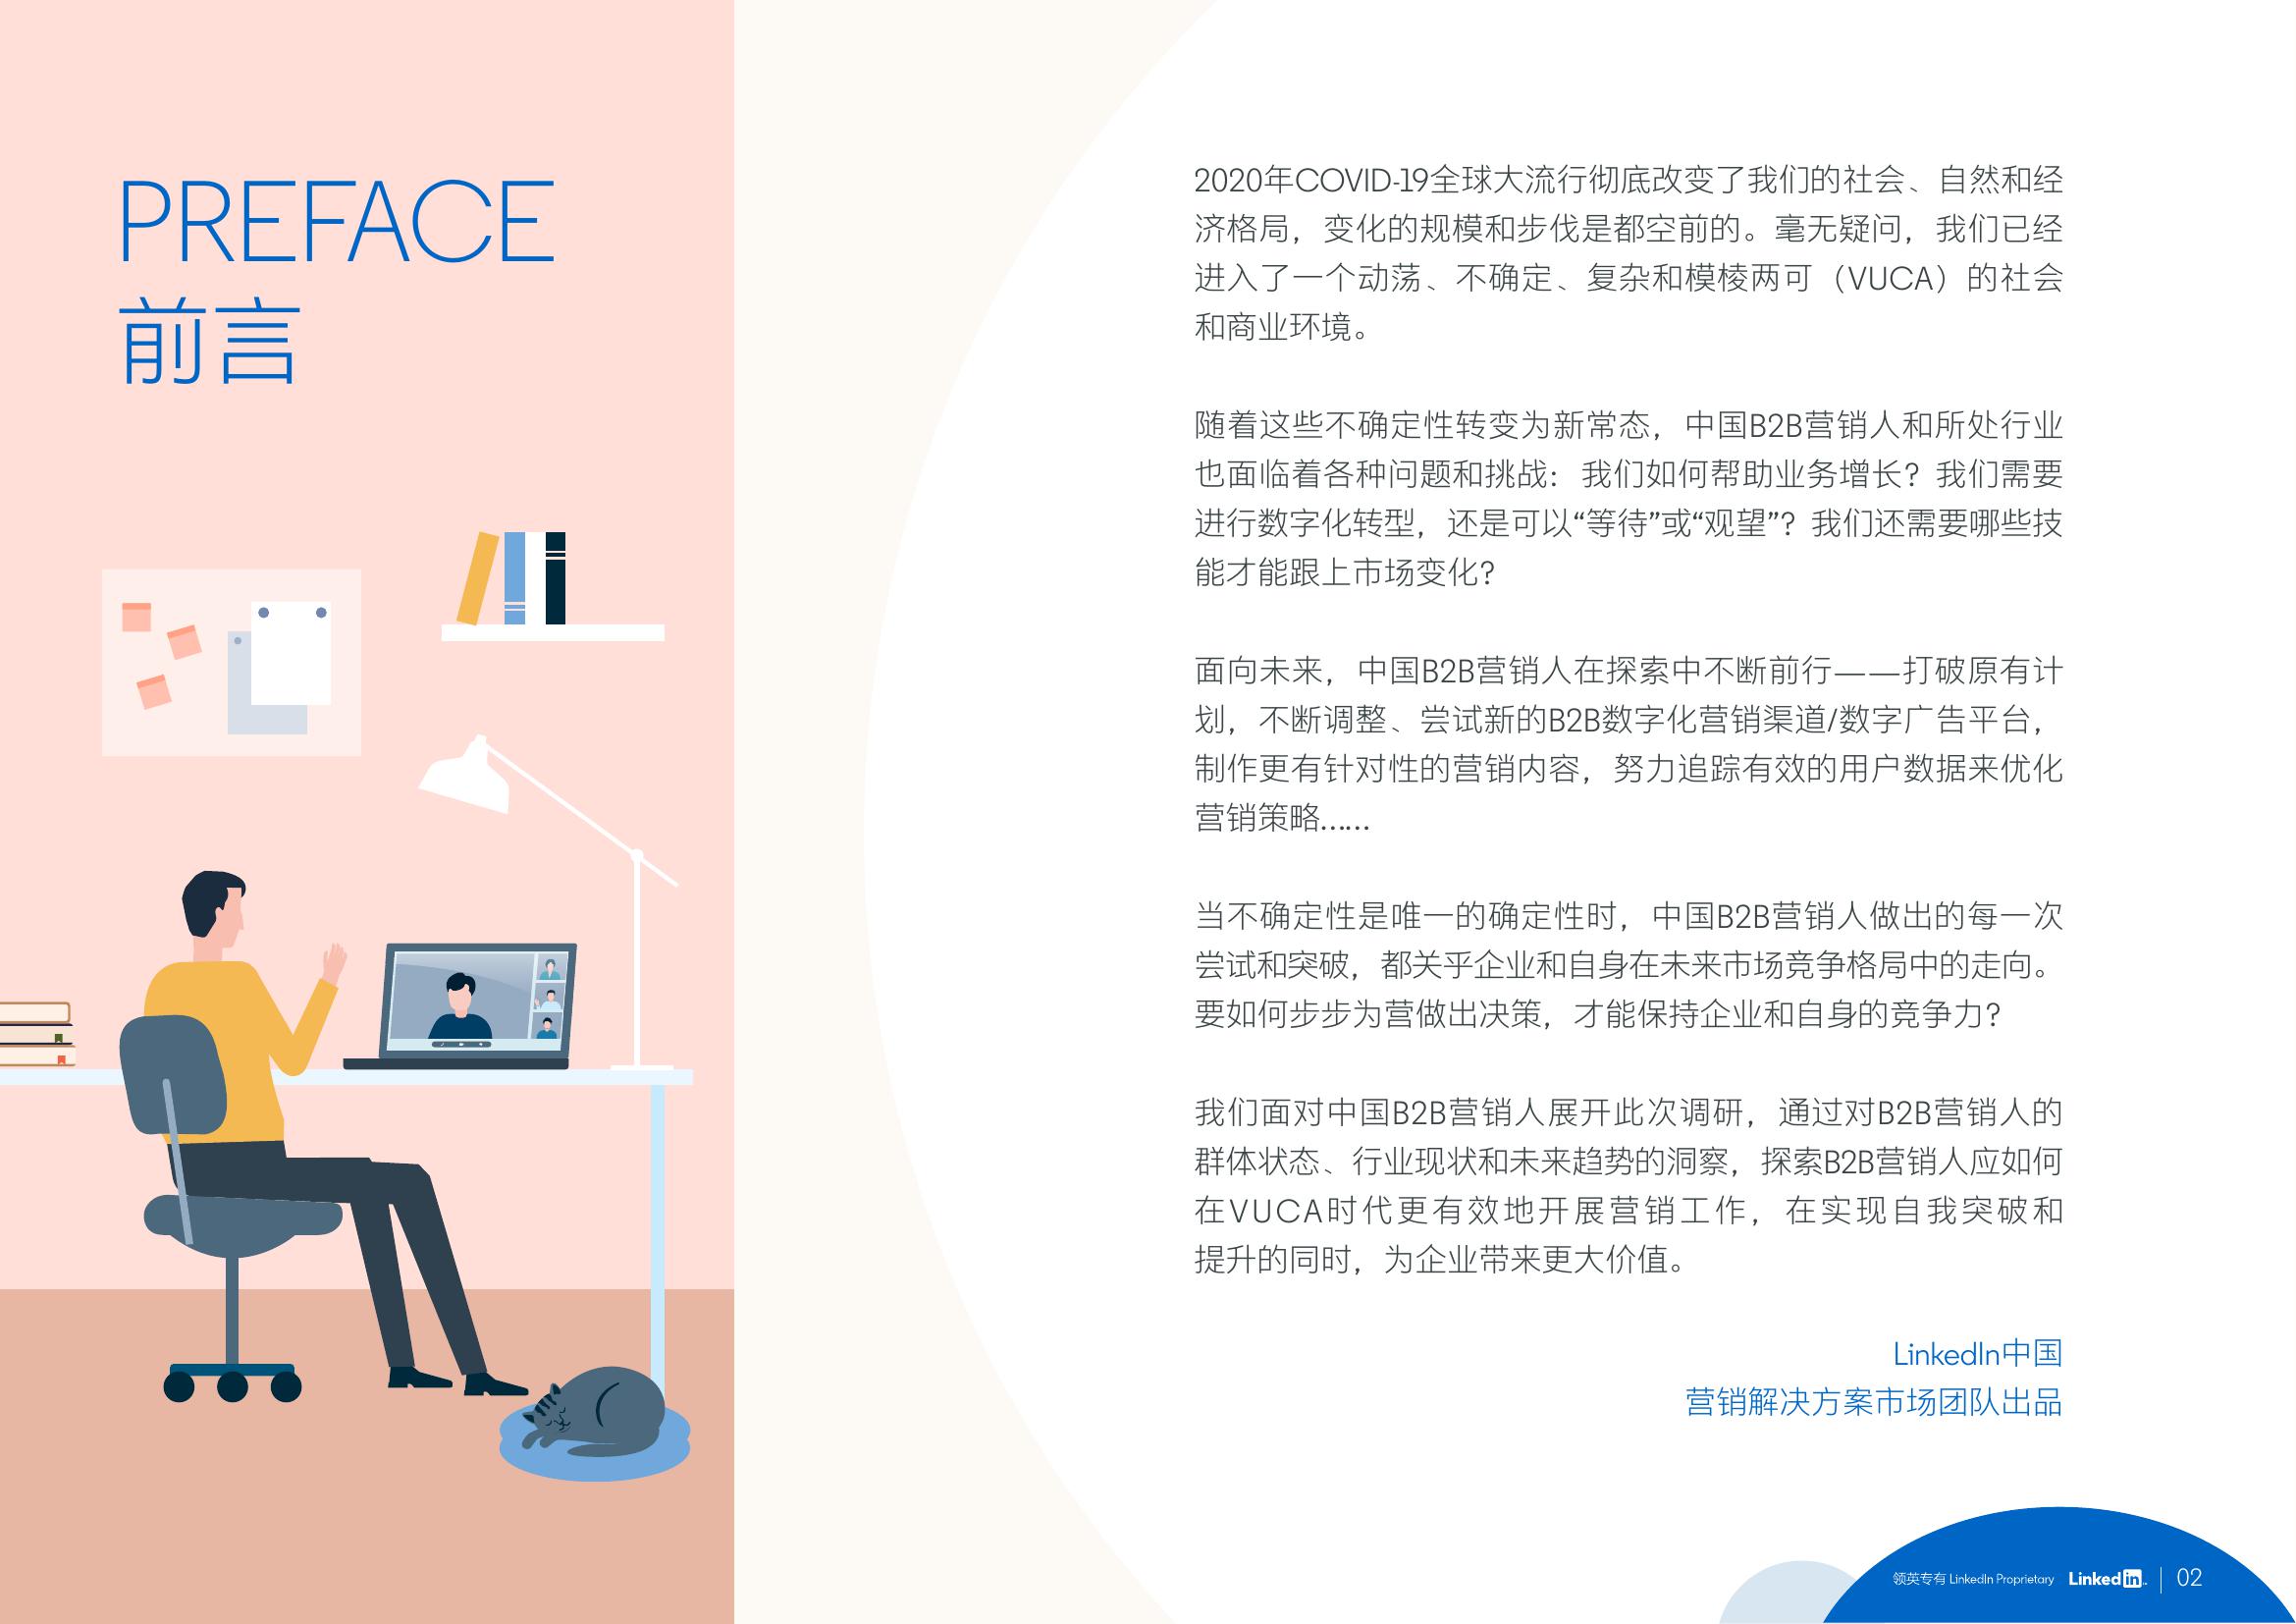 PREFACE
前言
2020年COVID-19全球大流行彻底改变了我们的社会、自然和经
济格局，变化的规模和步伐是都空前的。毫无疑问，我们已经
进入了一个动荡、不确定、复杂和模棱两可（VUCA）的社会
和商业环境。
随着这些不确定性转变为新常态，中国B2B营销人和所处行业
也面临着各种问题和挑战：我们如何帮助业务增长？我们需要
进行数字化转型，还是可以“等待”或“观望”？我们还需要哪些技
能才能跟上市场变化?
面向未来，中国B2B营销人在探索中不断前行——打破原有计
划，不断调整、尝试新的B2B数字化营销渠道/数字广告平台，
制作更有针对性的营销内容，努力追踪有效的用户数据来优化
营销策略……
当不确定性是唯一的确定性时，中国B2B营销人做出的每一次
尝试和突破，都关乎企业和自身在未来市场竞争格局中的走向。
要如何步步为营做出决策，才能保持企业和自身的竞争力?
我们面对中国B2B营销人展开此次调研，通过对B2B营销人的
群体状态、行业现状和未来趋势的洞察，探索B2B营销人应如何
在VUCA时代更有效地开展营销工作，在实现自我突破和
提升的同时，为企业带来更大价值。
LinkedIn中国
营销解决方案市场团队出品
领英专有 LinkedIn Proprietary LinkedIn | 02